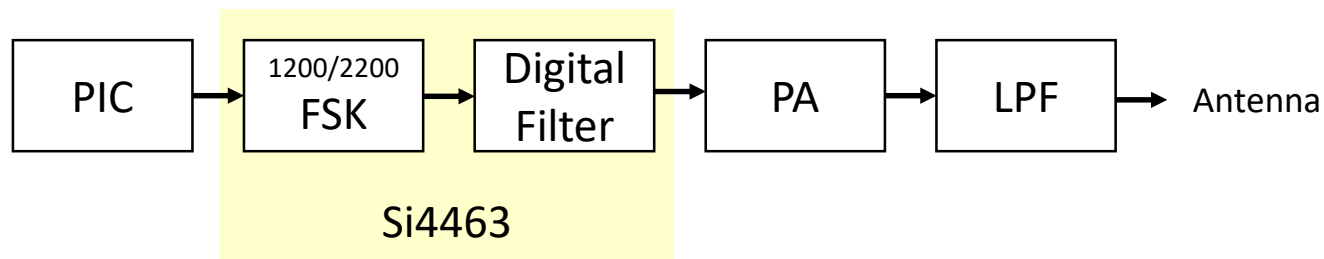 PIC
1200/2200
FSK
Digital
Filter
PA
LPF
Antenna
Si4463